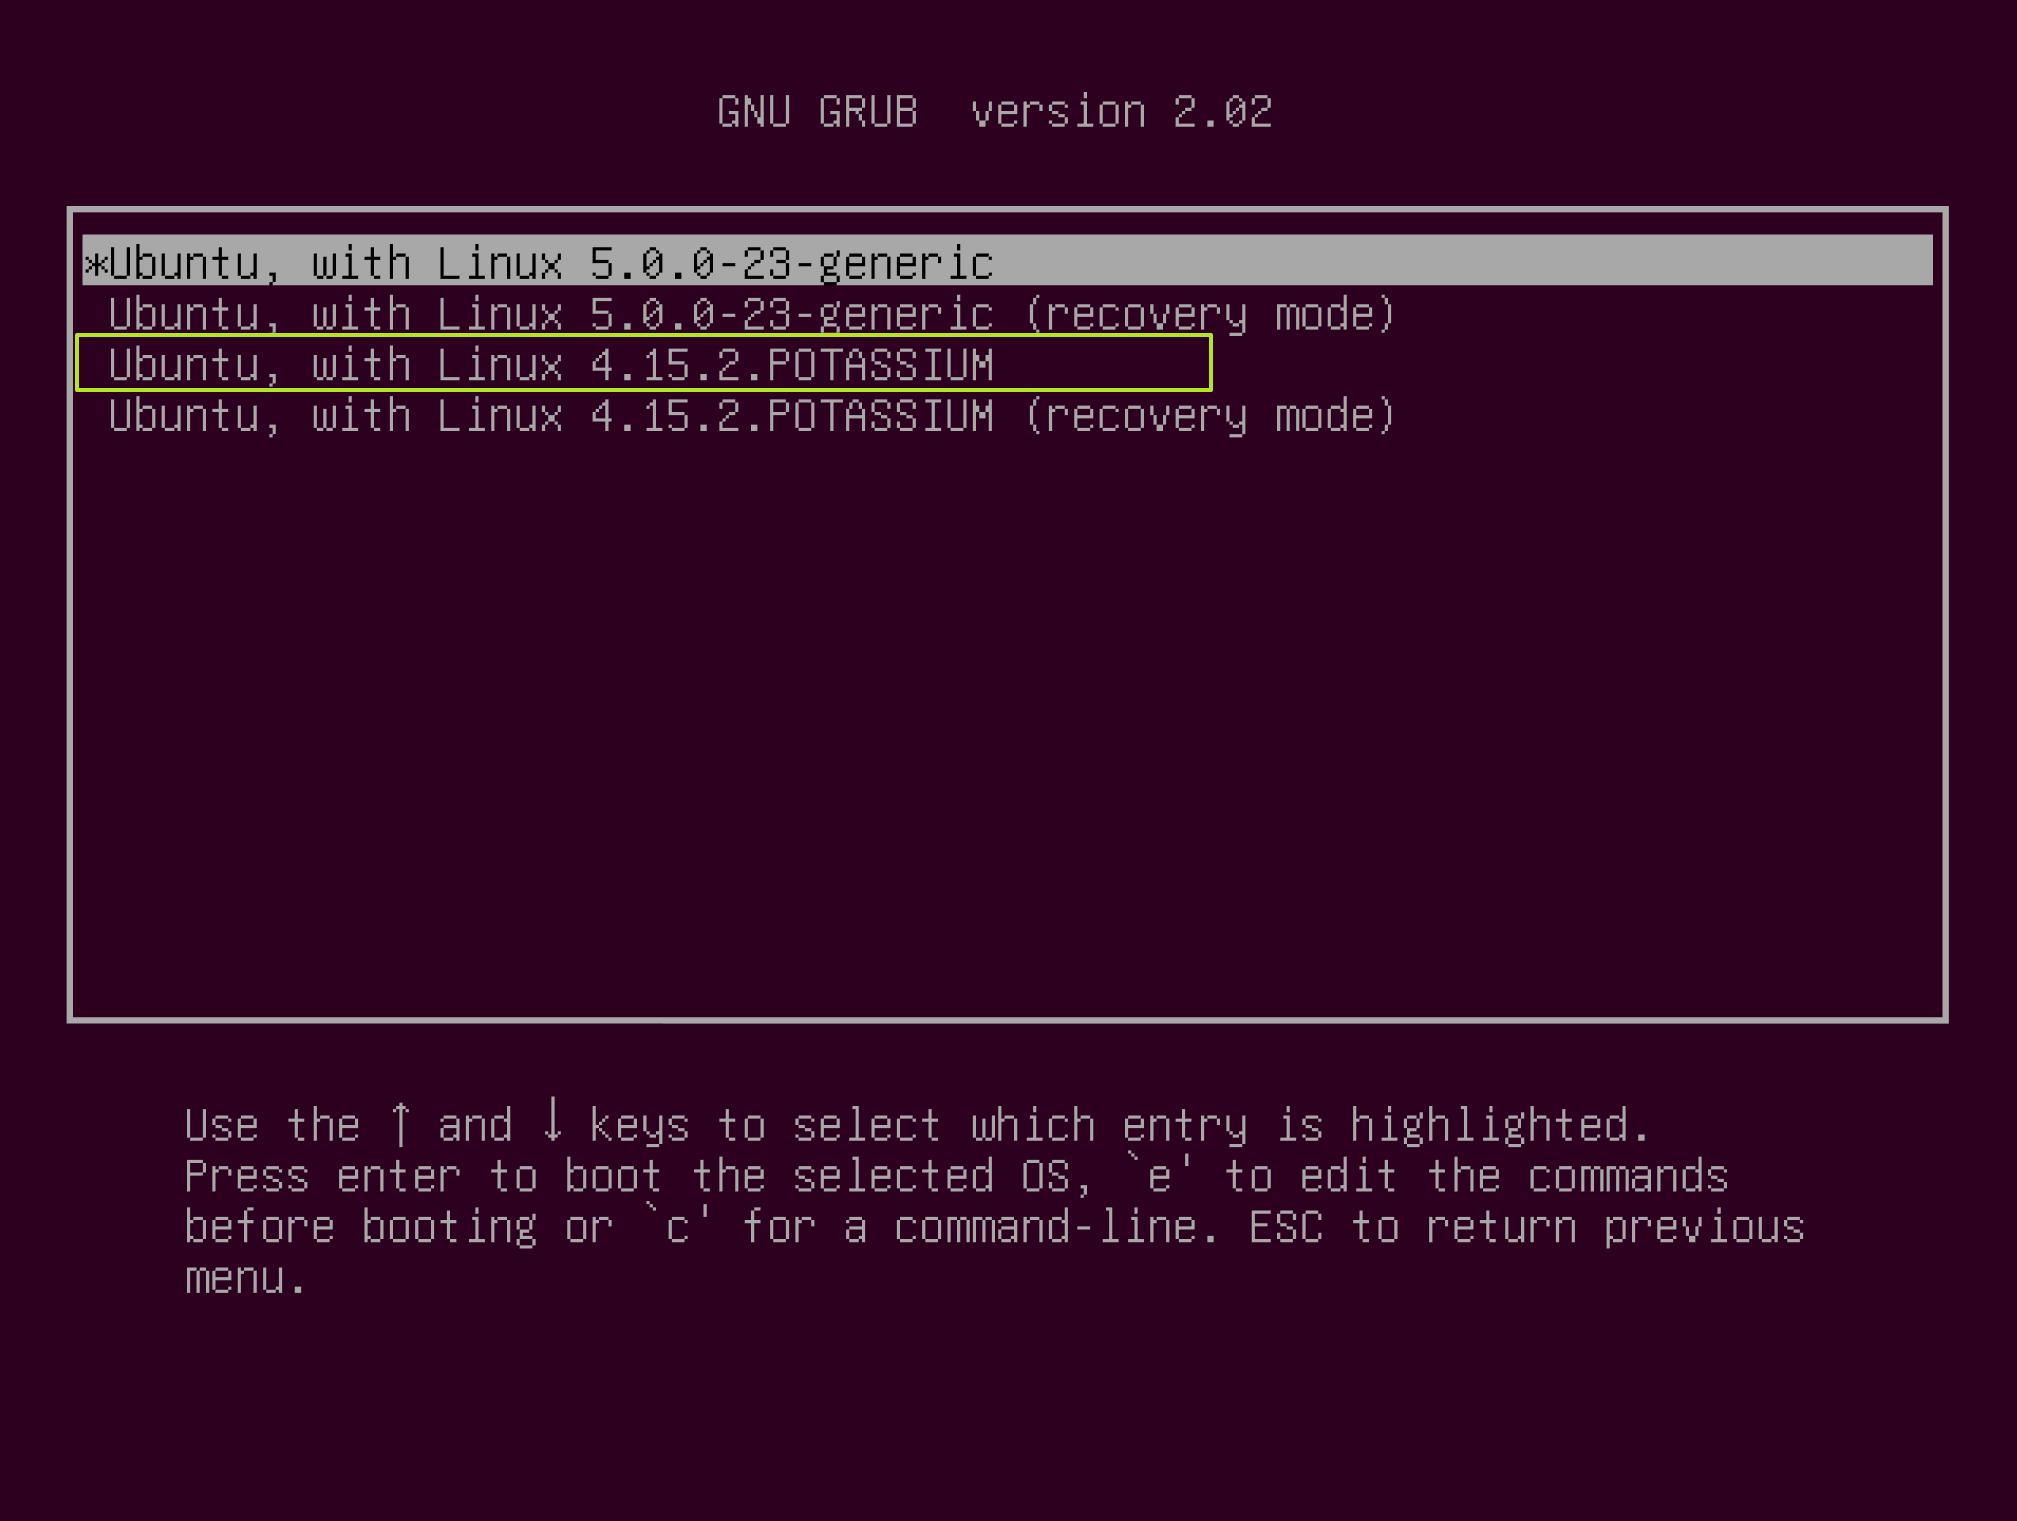 GNU GRUB  version 2.02
*Ubuntu, with Linux 5.0.0-23-generic
Ubuntu, with Linux 5.0.0-23-generic (recovery mode)
Ubuntu, with Linux 4.15.2.POTASSIUM
Ubuntu, with Linux 4.15.2.POTASSIUM (recovery mode)
Use the ↑ and ↓ keys to select which entry is highlighted.
Press enter to boot the selected OS, `e' to edit the commands
before booting or `c' for a command-line. ESC to return previous
menu.